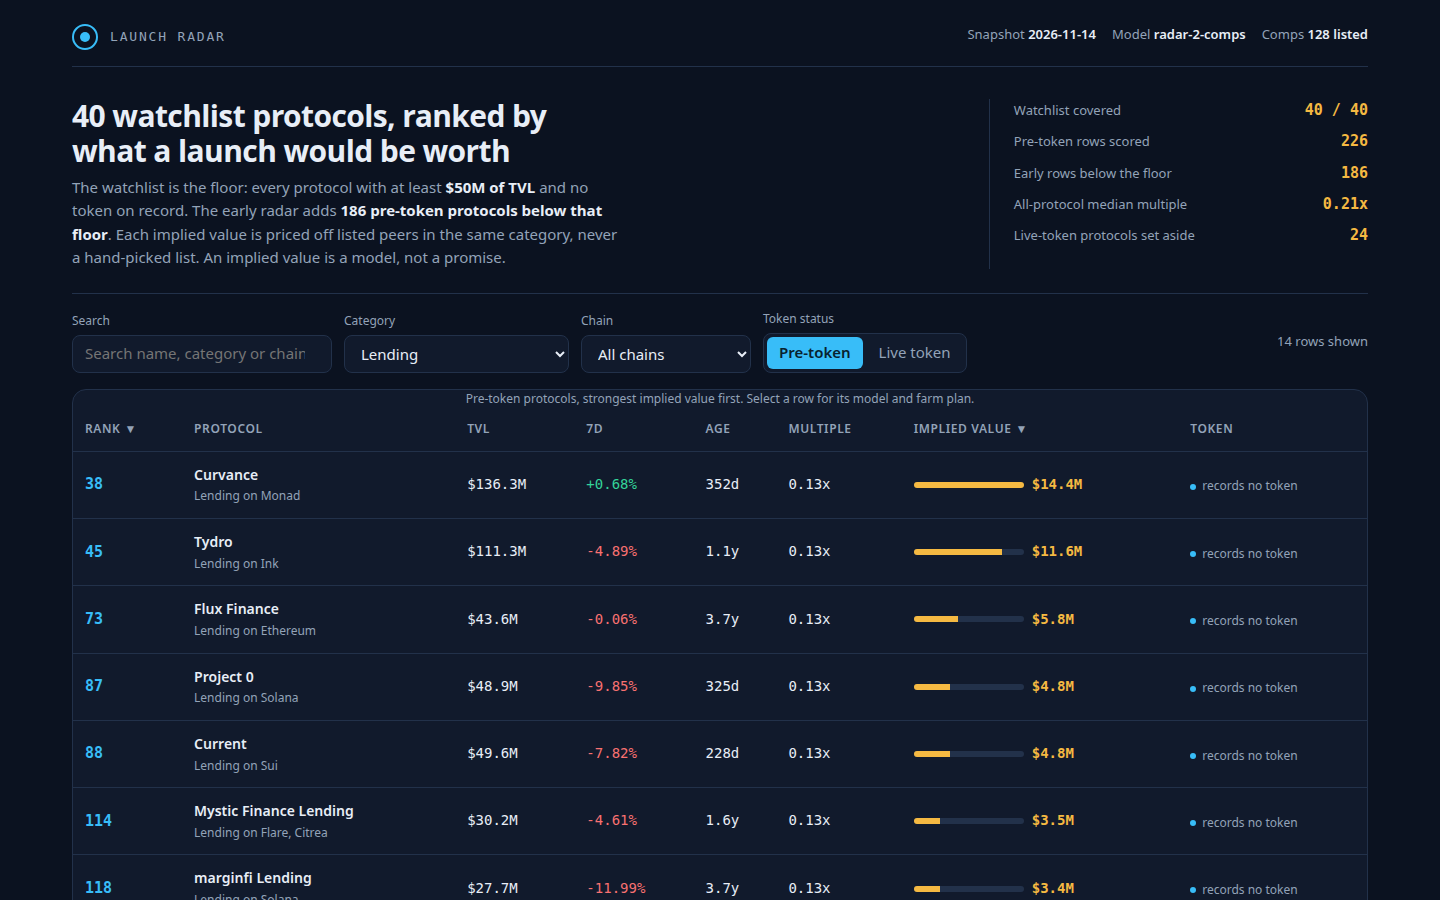 LAUNCH RADAR
Snapshot 2026-11-14 Model radar-2-comps Comps 128 listed
40 watchlist protocols, ranked by
what a launch would be worth
The watchlist is the floor: every protocol with at least $50M of TVL and no
token on record. The early radar adds 186 pre-token protocols below that
floor. Each implied value is priced off listed peers in the same category, never
a hand-picked list. An implied value is a model, not a promise.
Watchlist covered 40 / 40
Pre-token rows scored 226
Early rows below the floor 186
All-protocol median multiple 0.21x
Live-token protocols set aside 24
Search
Search name, category or chain
Category
Lending
Chain
All chains
Token status
Pre-token Live token
14 rows shown
Pre-token protocols, strongest implied value first. Select a row for its model and farm plan.
RANK ▼ PROTOCOL TVL 7D AGE MULTIPLE IMPLIED VALUE ▼ TOKEN
38 Curvance $136.3M +0.68% 352d 0.13x $14.4M records no token
Lending on Monad
45 Tydro $111.3M -4.89% 1.1y 0.13x $11.6M records no token
Lending on Ink
73 Flux Finance $43.6M -0.06% 3.7y 0.13x $5.8M records no token
Lending on Ethereum
87 Project 0 $48.9M -9.85% 325d 0.13x $4.8M records no token
Lending on Solana
88 Current $49.6M -7.82% 228d 0.13x $4.8M records no token
Lending on Sui
114 Mystic Finance Lending $30.2M -4.61% 1.6y 0.13x $3.5M records no token
Lending on Flare, Citrea
118 marginfi Lending $27.7M -11.99% 3.7y 0.13x $3.4M records no token
Lending on Solana